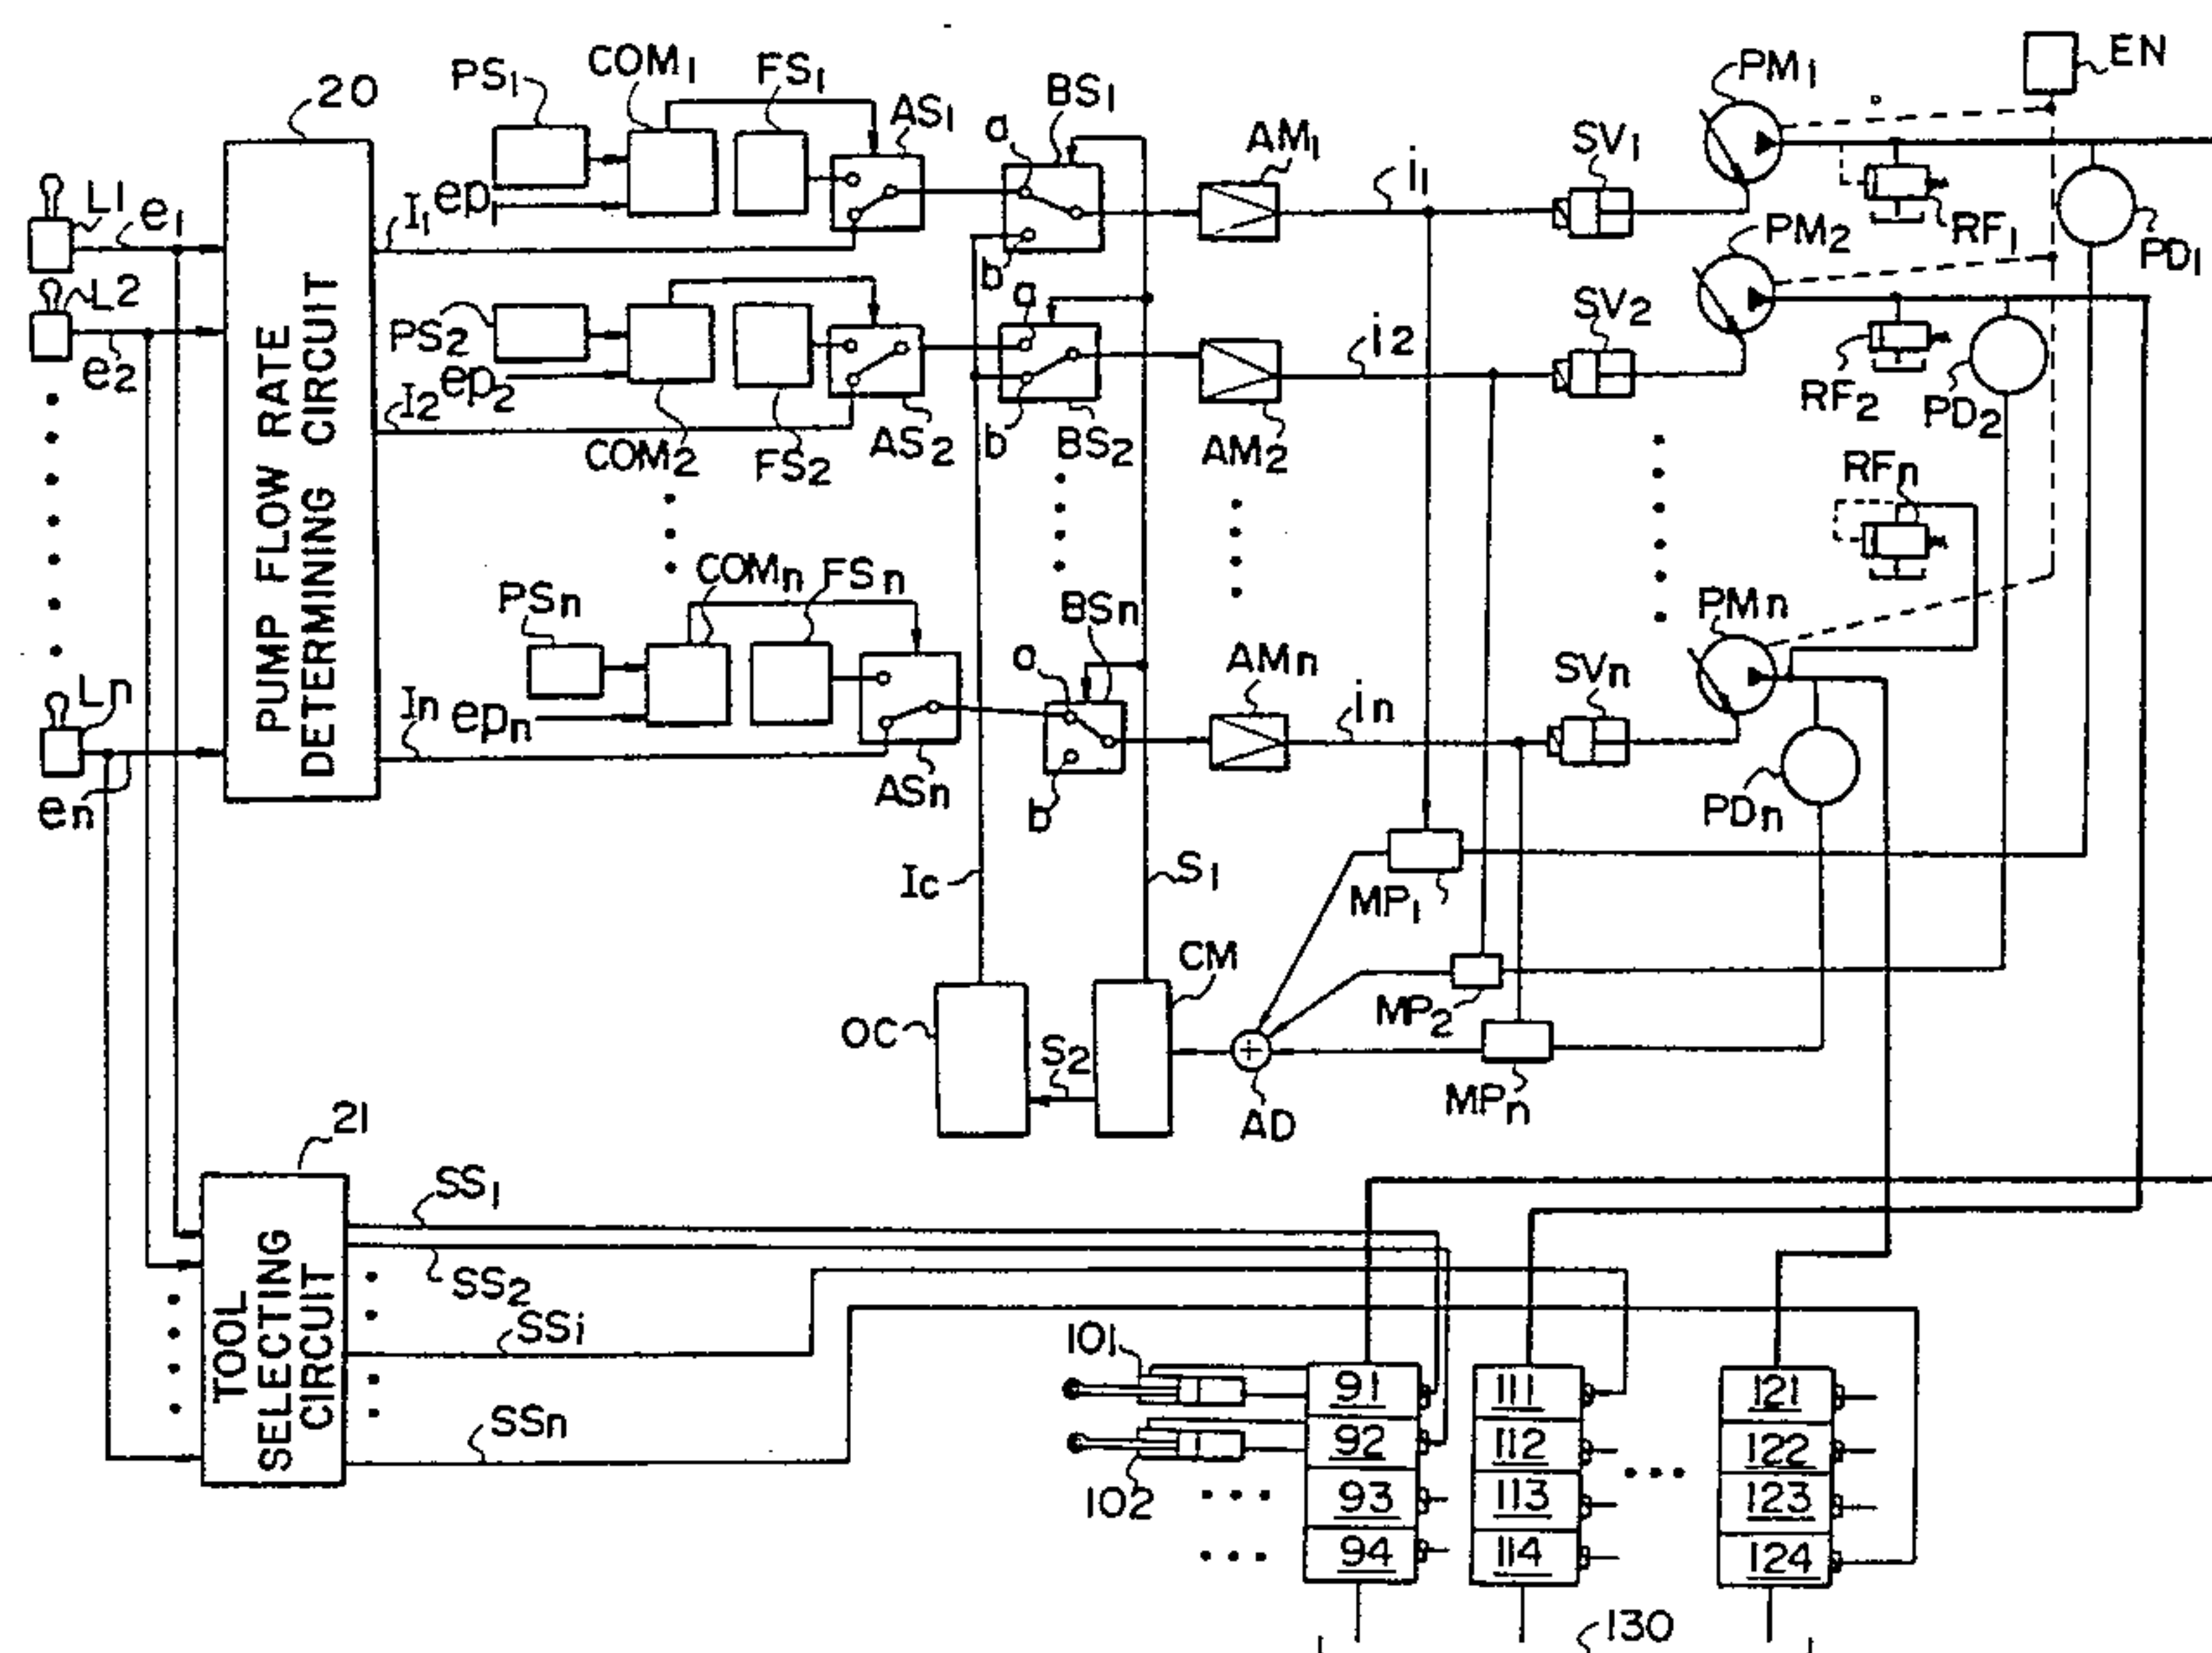 20
PS1
COM1
FS1
AS1
BS1
a
b
AM1
i1
SV1
PM1
EN
RF1
PD1
L1
e1
I1
ep1
L2
e2
PUMP FLOW RATE
DETERMINING CIRCUIT
PS2
ep2
I2
COM2
FS2
AS2
a
b
BS2
AM2
i2
SV2
PM2
RF2
PD2
RFn
PSn
COMn
FSn
BSn
a
b
AMn
in
SVn
PMn
PDn
Ln
en
In
epn
ASn
Ic
S1
MP1
CM
OC
S2
AD
MP2
MPn
21
TOOL
SELECTING
CIRCUIT
SS1
SS2
SSi
SSn
101
102
91
92
93
94
111
112
113
114
121
122
123
124
130